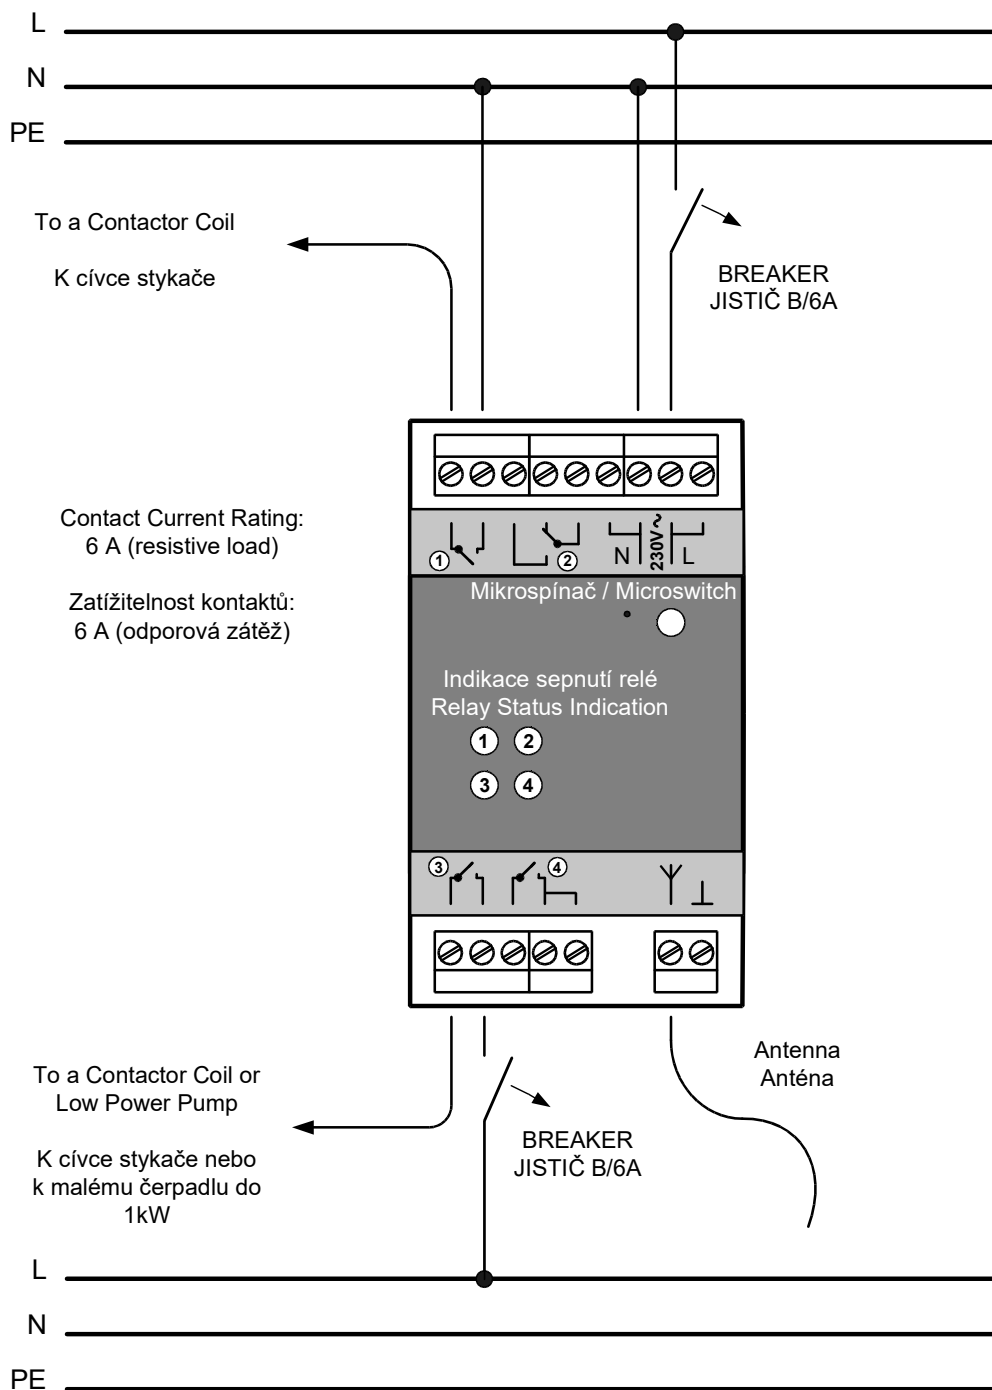 L
N
PE
To a Contactor Coil
K cívce stykače
BREAKER
JISTIČ B/6A
Contact Current Rating:
6 A (resistive load)
Zatížitelnost kontaktů:
6 A (odporová zátěž)
1
2
N
230V~
L
Mikrospínač / Microswitch
Indikace sepnutí relé
Relay Status Indication
1 2
3 4
3
4
Antenna
Anténa
To a Contactor Coil or
Low Power Pump
K cívce stykače nebo
k malému čerpadlu do
1kW
BREAKER
JISTIČ B/6A
L
N
PE